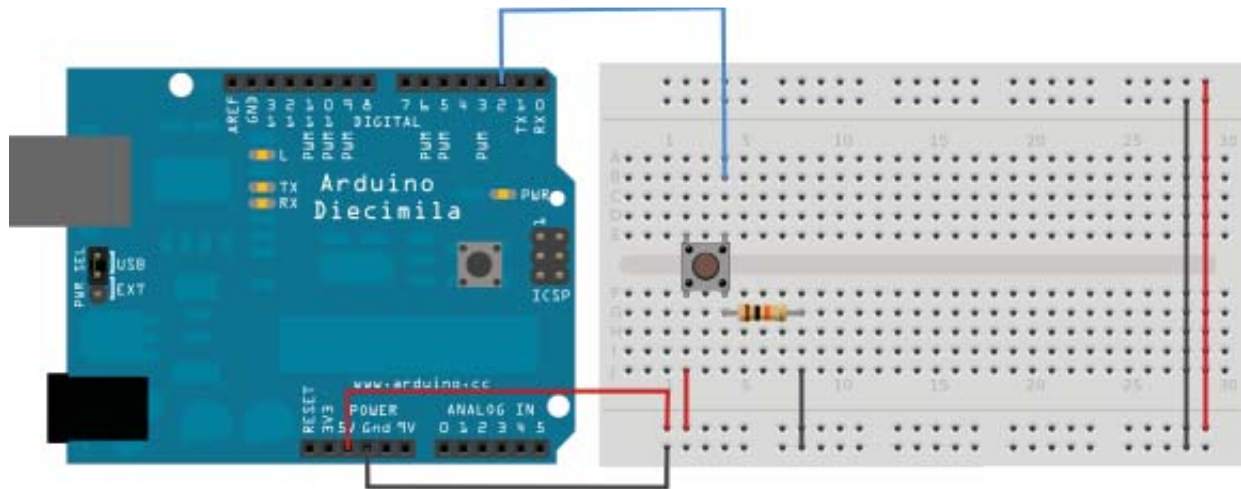 AREF
GND
13
12
11
10
9
8
7
6
5
4
3
2
1
0
PWM
PWM
PWM
DIGITAL
PWM
PWM
PWM
TX
RX
L
TX
RX
Arduino
Diecimila
PWR
1
ICSP
PWR SEL
USB
EXT
www.arduino.cc
RESET
3V3
5V
Gnd
9V
POWER
ANALOG IN
0 1 2 3 4 5
1 5 10 15 20 25 30
A
B
C
D
E
F
G
H
I
J
1 5 10 15 20 25 30